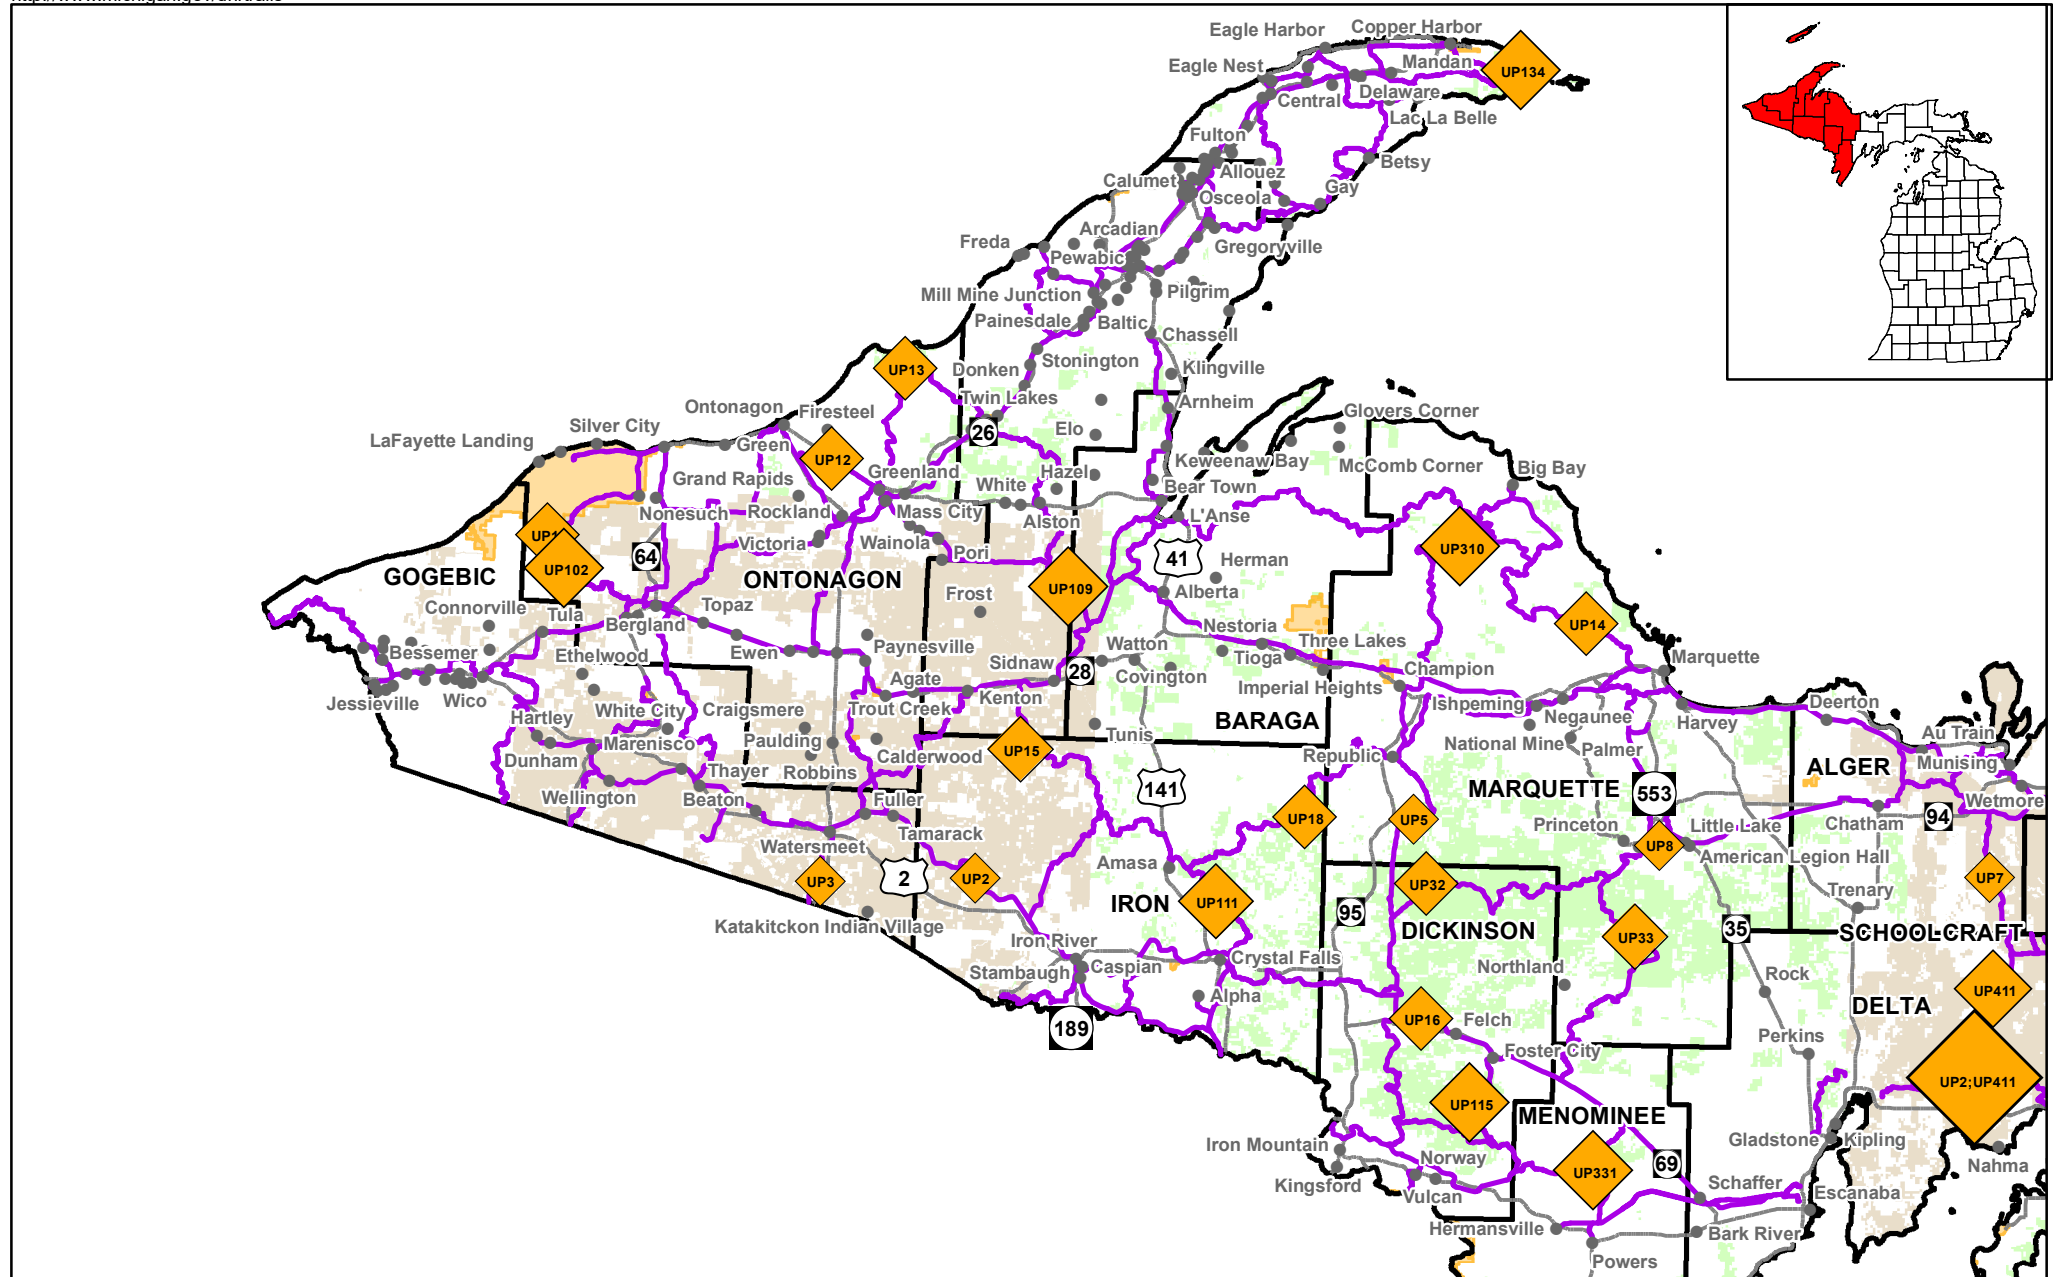 Eagle Harbor
Copper Harbor
Eagle Nest
Mandan
UP134
Central
Delaware
Lac La Belle
Fulton
Betsy
Allouez
Calumet
Gay
Osceola
Arcadian
Freda
Gregoryville
Pewabic
Mill Mine Junction
Pilgrim
Painesdale
Baltic
Chassell
Stonington
UP13
Donken
Klingville
Twin Lakes
Arnheim
Ontonagon
Firesteel
Glovers Corner
Silver City
LaFayette Landing
Green
26
Elo
UP12
Keweenaw Bay
McComb Corner
Big Bay
Greenland
Hazel
Grand Rapids
White
Bear Town
Nonesuch
Rockland
Mass City
Alston
L'Anse
UP1
Victoria
Wainola
Pori
64
41
UP310
Herman
GOGEBIC
UP102
ONTONAGON
UP109
Alberta
Frost
Connorville
Tula
Topaz
Bergland
Nestoria
UP14
Three Lakes
Watton
Paynesville
Bessemer
Ethelwood
Ewen
Sidnaw
28
Tioga
Marquette
Champion
Covington
Agate
Imperial Heights
Jessieville
Wico
Kenton
Ishpeming
Trout Creek
White City
Craigsmere
Hartley
BARAGA
Negaunee
Harvey
Deerton
Tunis
Au Train
Marenisco
Paulding
UP15
National Mine
Palmer
Republic
Calderwood
Dunham
Thayer
Robbins
ALGER
Munising
141
MARQUETTE
553
Wellington
Beaton
Fuller
Wetmore
UP18
UP5
94
Princeton
Little Lake
Chatham
Tamarack
Watersmeet
UP8
American Legion Hall
Amasa
UP3
2
UP2
UP32
UP7
Trenary
UP111
IRON
95
Katakitckon Indian Village
DICKINSON
35
SCHOOLCRAFT
UP33
Iron River
Crystal Falls
Stambaugh
Caspian
Northland
Rock
UP411
Alpha
DELTA
189
UP16
Felch
Perkins
Foster City
UP2;UP411
UP115
MENOMINEE
Gladstone
Kipling
Iron Mountain
Norway
69
UP331
Nahma
Kingsford
Vulcan
Schaffer
Escanaba
Hermansville
Bark River
Powers